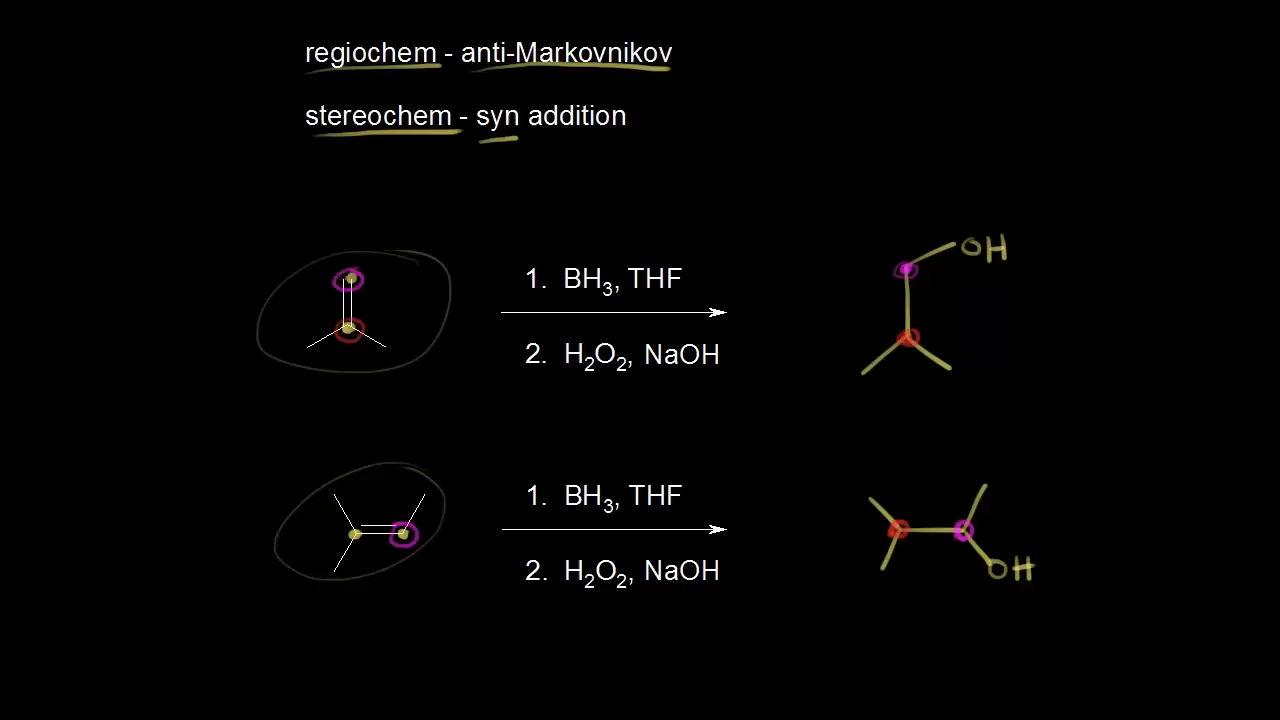 regiochem - anti-Markovnikov
stereochem - syn addition
OH
1. BH₃, THF
2. H₂O₂, NaOH
1. BH₃, THF
2. H₂O₂, NaOH
OH